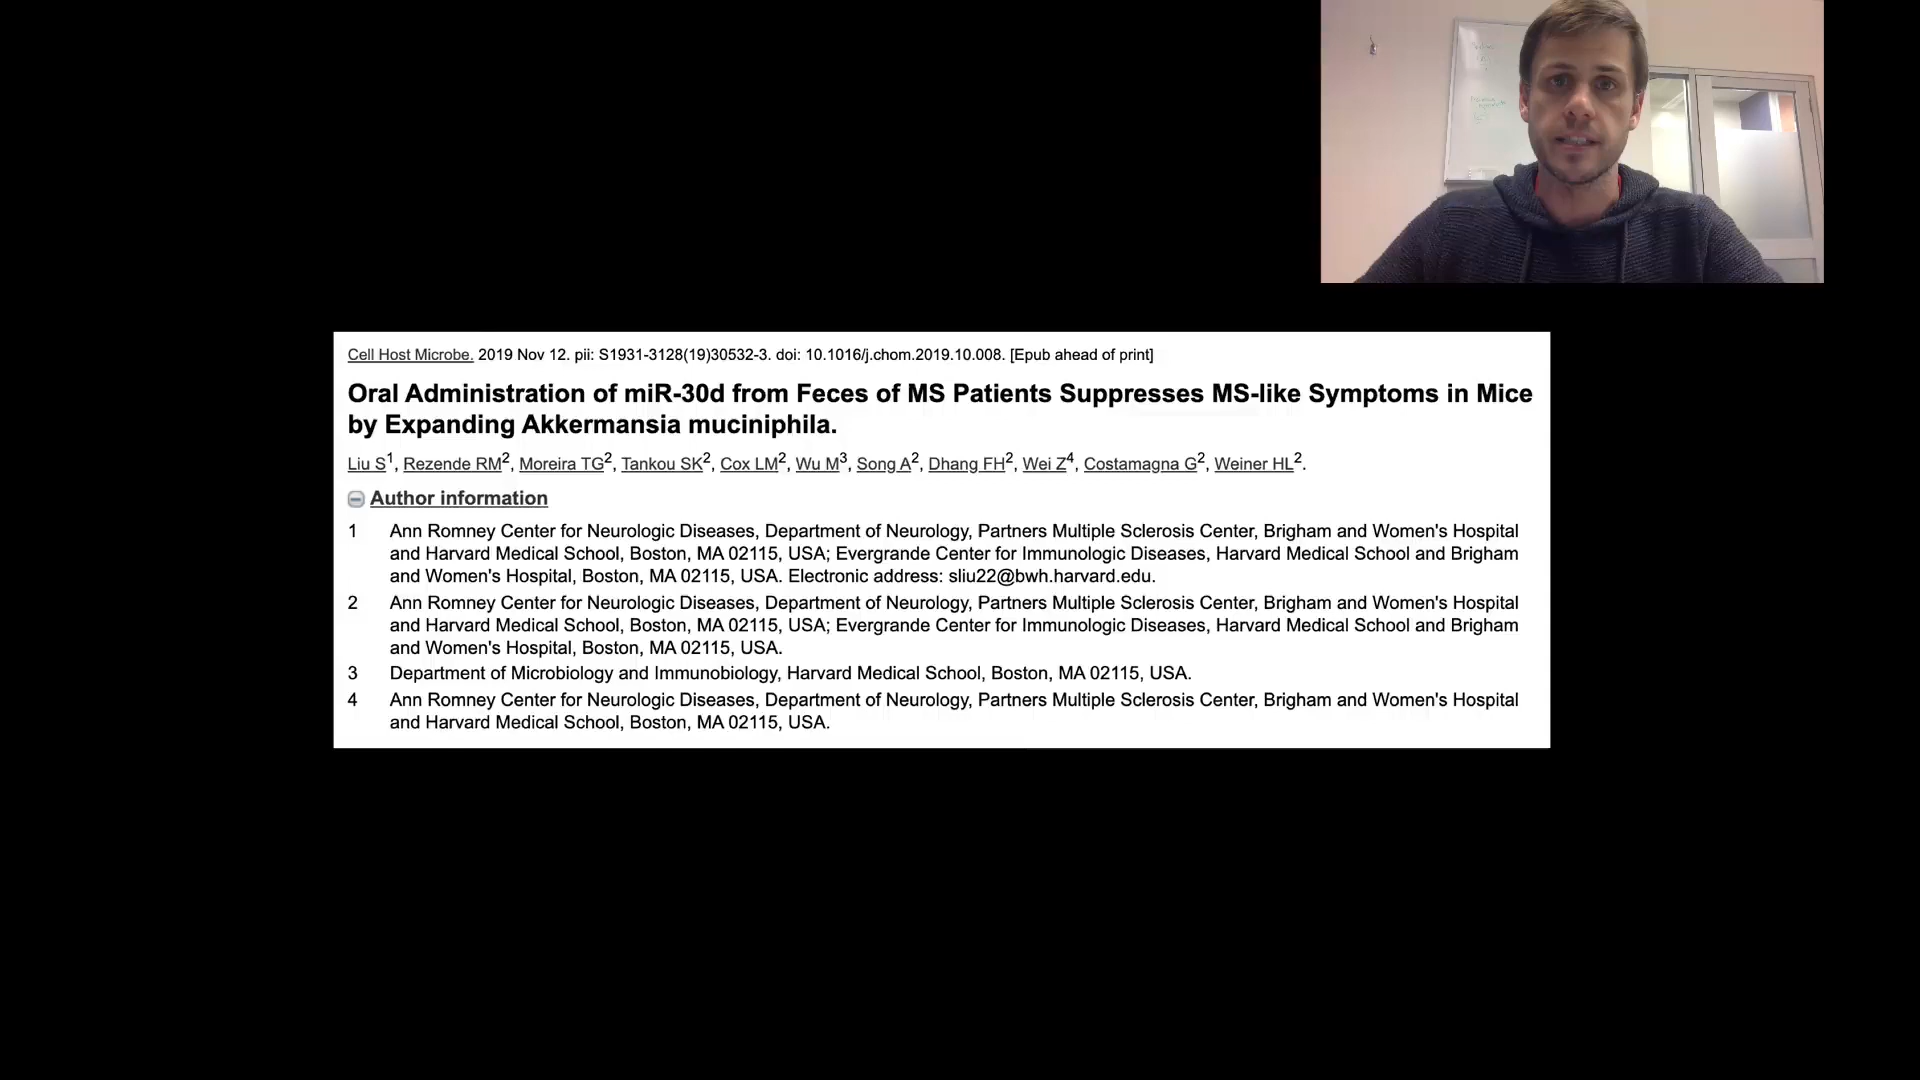 Cell Host Microbe. 2019 Nov 12. pii: S1931-3128(19)30532-3. doi: 10.1016/j.chom.2019.10.008. [Epub ahead of print]
Oral Administration of miR-30d from Feces of MS Patients Suppresses MS-like Symptoms in Mice
by Expanding Akkermansia muciniphila.
Liu S1, Rezende RM2, Moreira TG2, Tankou SK2, Cox LM2, Wu M3, Song A2, Dhang FH2, Wei Z4, Costamagna G2, Weiner HL2.
Author information
1 Ann Romney Center for Neurologic Diseases, Department of Neurology, Partners Multiple Sclerosis Center, Brigham and Women's Hospital
and Harvard Medical School, Boston, MA 02115, USA; Evergrande Center for Immunologic Diseases, Harvard Medical School and Brigham
and Women's Hospital, Boston, MA 02115, USA. Electronic address: sliu22@bwh.harvard.edu.
2 Ann Romney Center for Neurologic Diseases, Department of Neurology, Partners Multiple Sclerosis Center, Brigham and Women's Hospital
and Harvard Medical School, Boston, MA 02115, USA; Evergrande Center for Immunologic Diseases, Harvard Medical School and Brigham
and Women's Hospital, Boston, MA 02115, USA.
3 Department of Microbiology and Immunobiology, Harvard Medical School, Boston, MA 02115, USA.
4 Ann Romney Center for Neurologic Diseases, Department of Neurology, Partners Multiple Sclerosis Center, Brigham and Women's Hospital
and Harvard Medical School, Boston, MA 02115, USA.